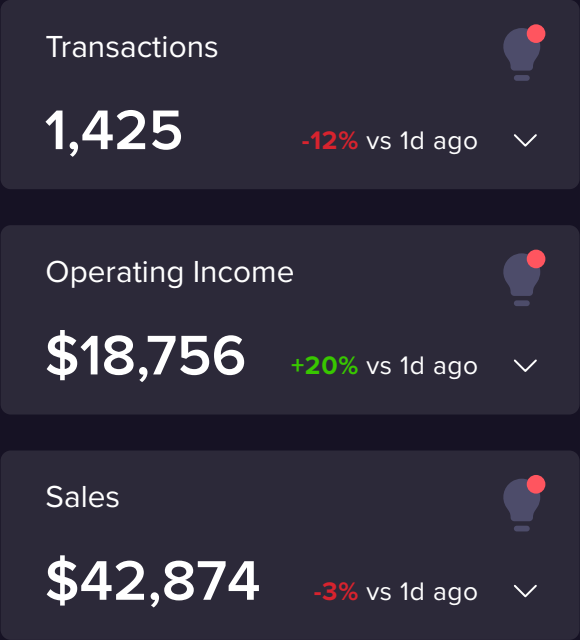 Transactions
1,425 -12% vs 1d ago
Operating Income
$18,756 +20% vs 1d ago
Sales
$42,874 -3% vs 1d ago